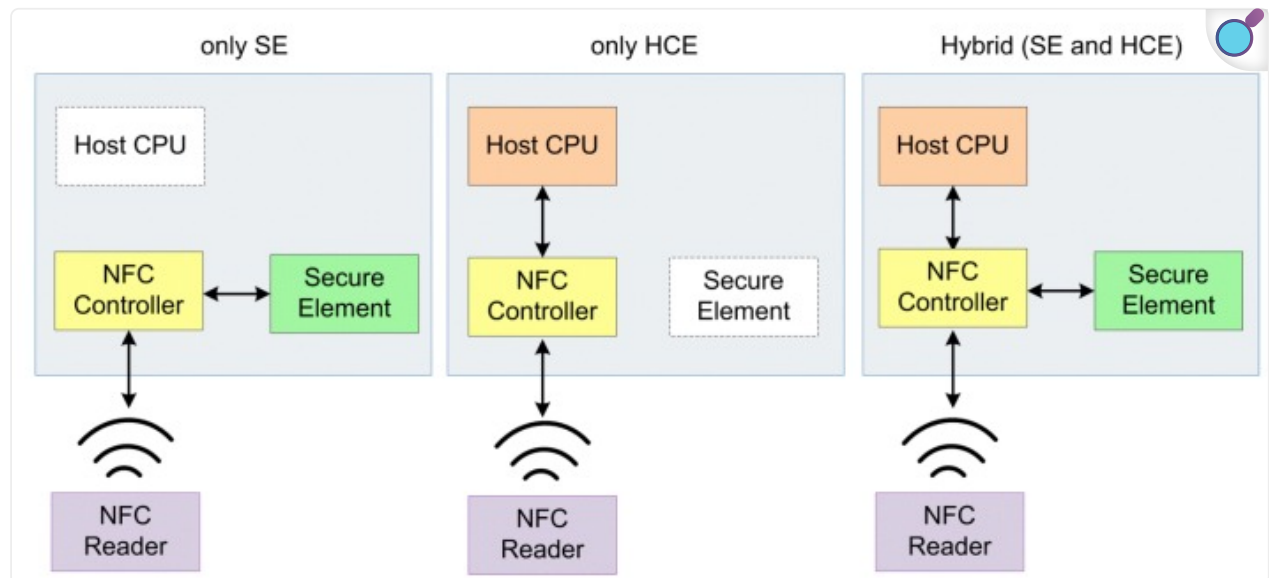 only SE
Host CPU
NFC
Controller
Secure
Element
NFC
Reader
only HCE
Host CPU
NFC
Controller
Secure
Element
NFC
Reader
Hybrid (SE and HCE)
Host CPU
NFC
Controller
Secure
Element
NFC
Reader